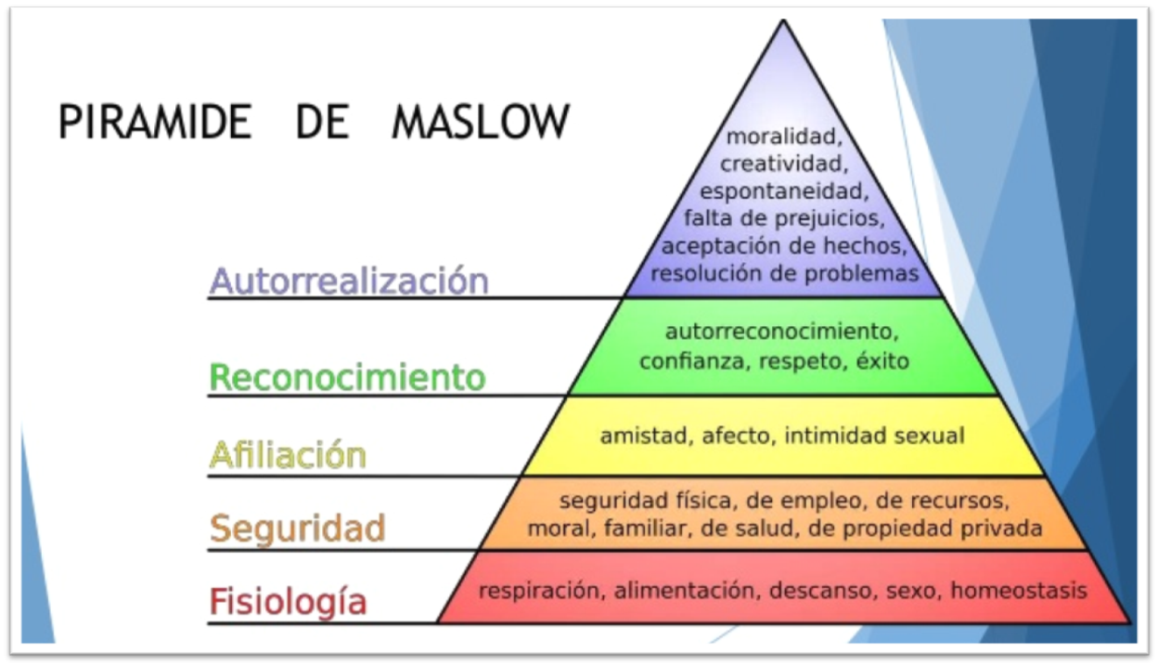 PIRAMIDE DE MASLOW
moralidad,
creatividad,
espontaneidad,
falta de prejuicios,
aceptación de hechos,
resolución de problemas
Autorrealización
autorreconocimiento,
confianza, respeto, éxito
Reconocimiento
amistad, afecto, intimidad sexual
Afiliación
seguridad física, de empleo, de recursos,
moral, familiar, de salud, de propiedad privada
Seguridad
respiración, alimentación, descanso, sexo, homeostasis
Fisiología